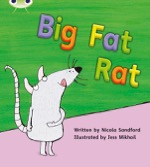 Big Fat
Rat
Written by Nicola Sandford
Illustrated by Jess Mikhail